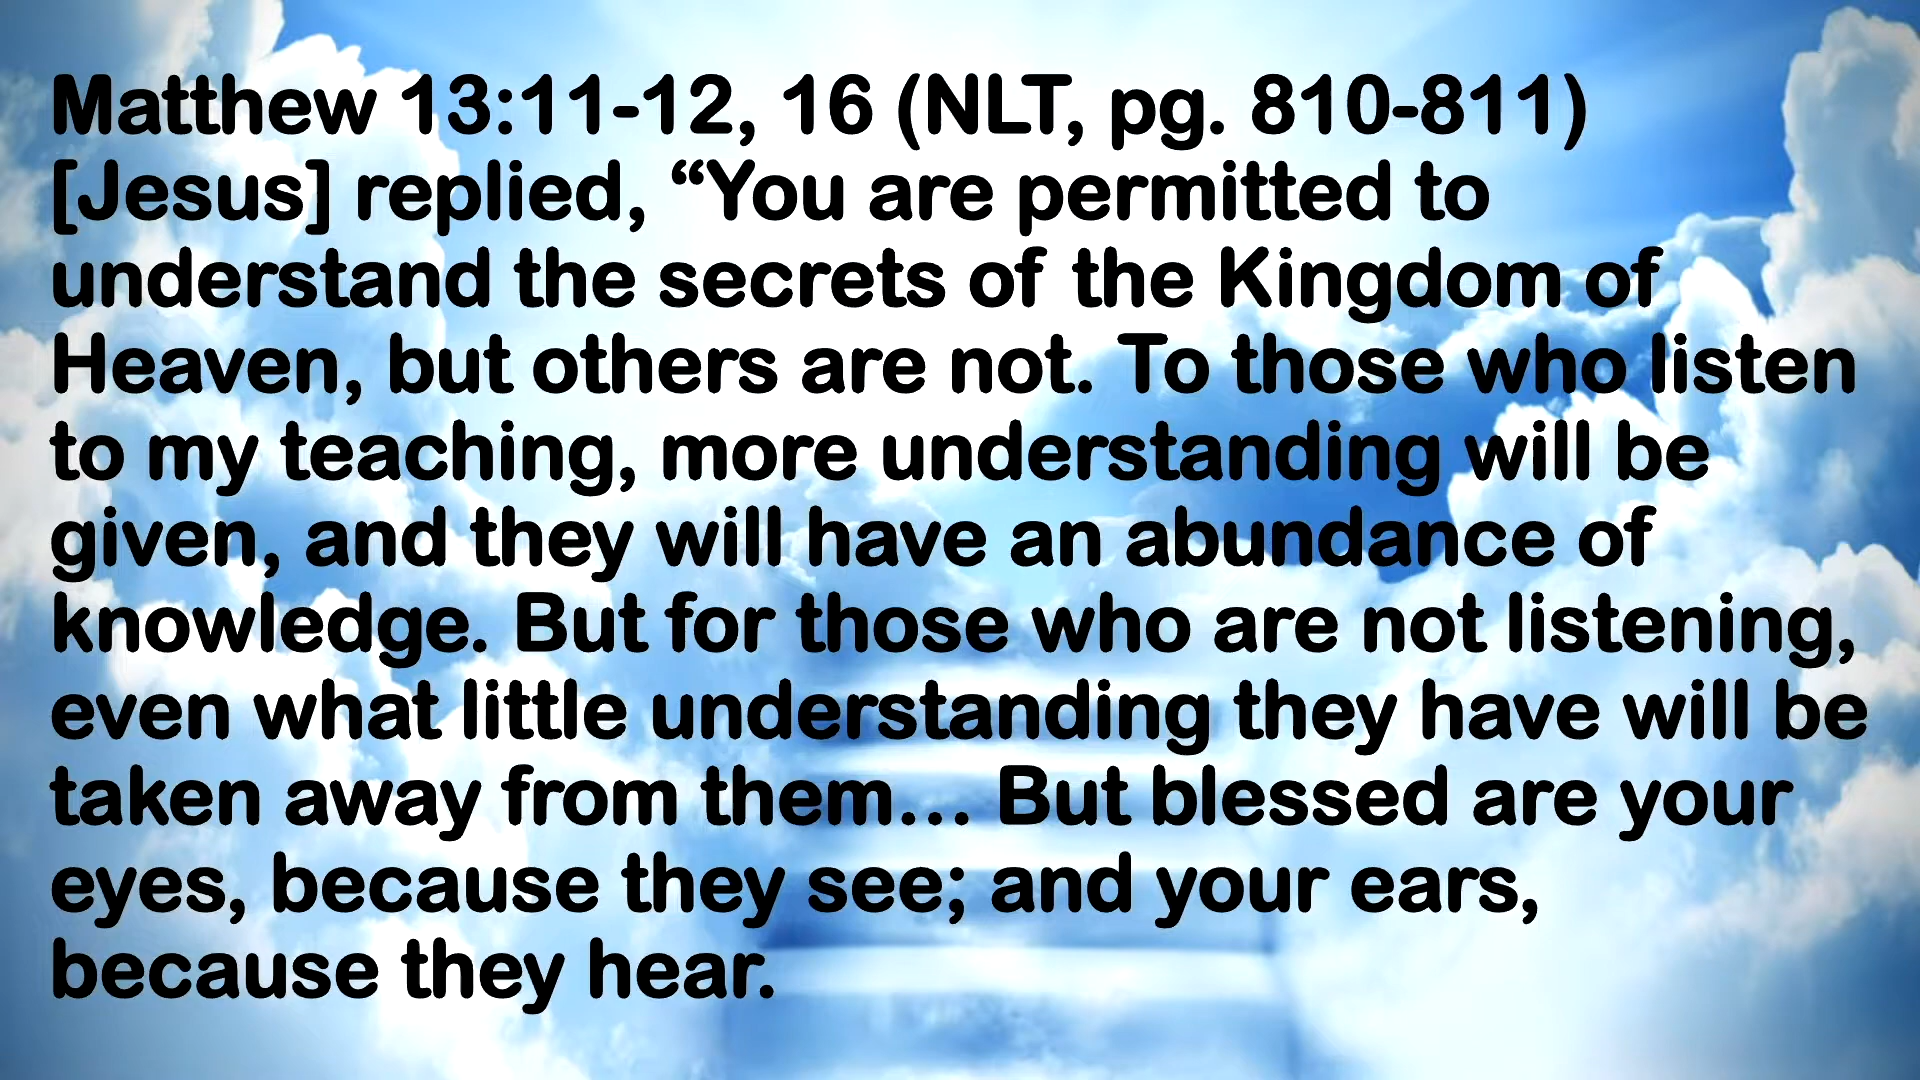 Matthew 13:11-12, 16 (NLT, pg. 810-811)
[Jesus] replied, “You are permitted to
understand the secrets of the Kingdom of
Heaven, but others are not. To those who listen
to my teaching, more understanding will be
given, and they will have an abundance of
knowledge. But for those who are not listening,
even what little understanding they have will be
taken away from them… But blessed are your
eyes, because they see; and your ears,
because they hear.